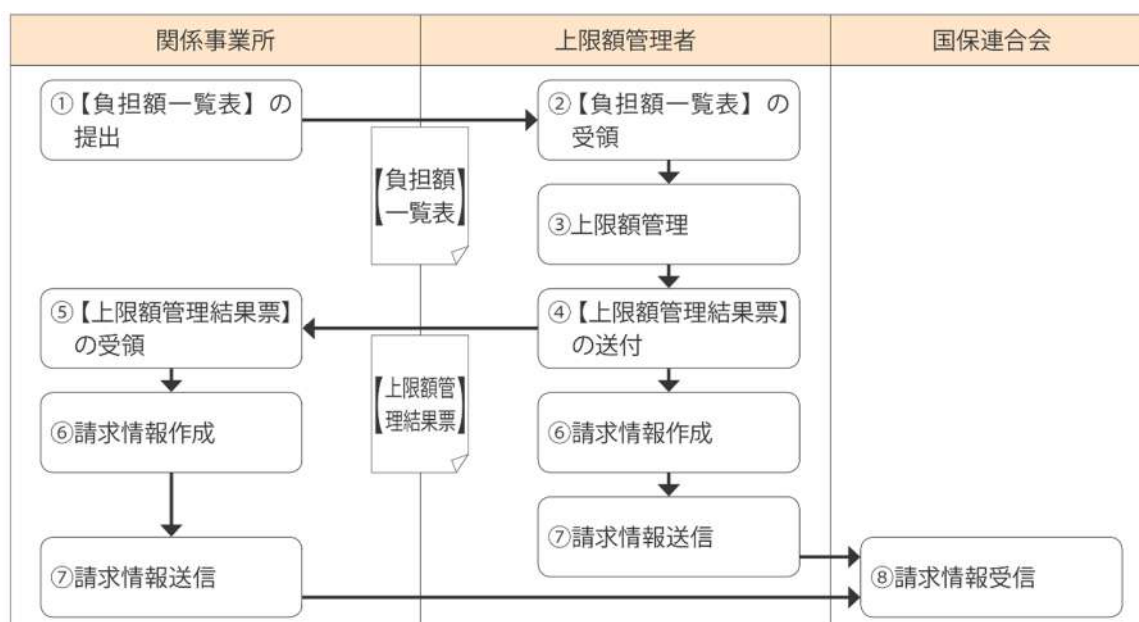 関係事業所
上限額管理者
国保連合会
①【負担額一覧表】の
提出
②【負担額一覧表】の
受領
【負担額
一覧表】
③上限額管理
⑤【上限額管理結果票】
の受領
④【上限額管理結果票】
の送付
【上限額管
理結果票】
⑥請求情報作成
⑥請求情報作成
⑦請求情報送信
⑦請求情報送信
⑧請求情報受信